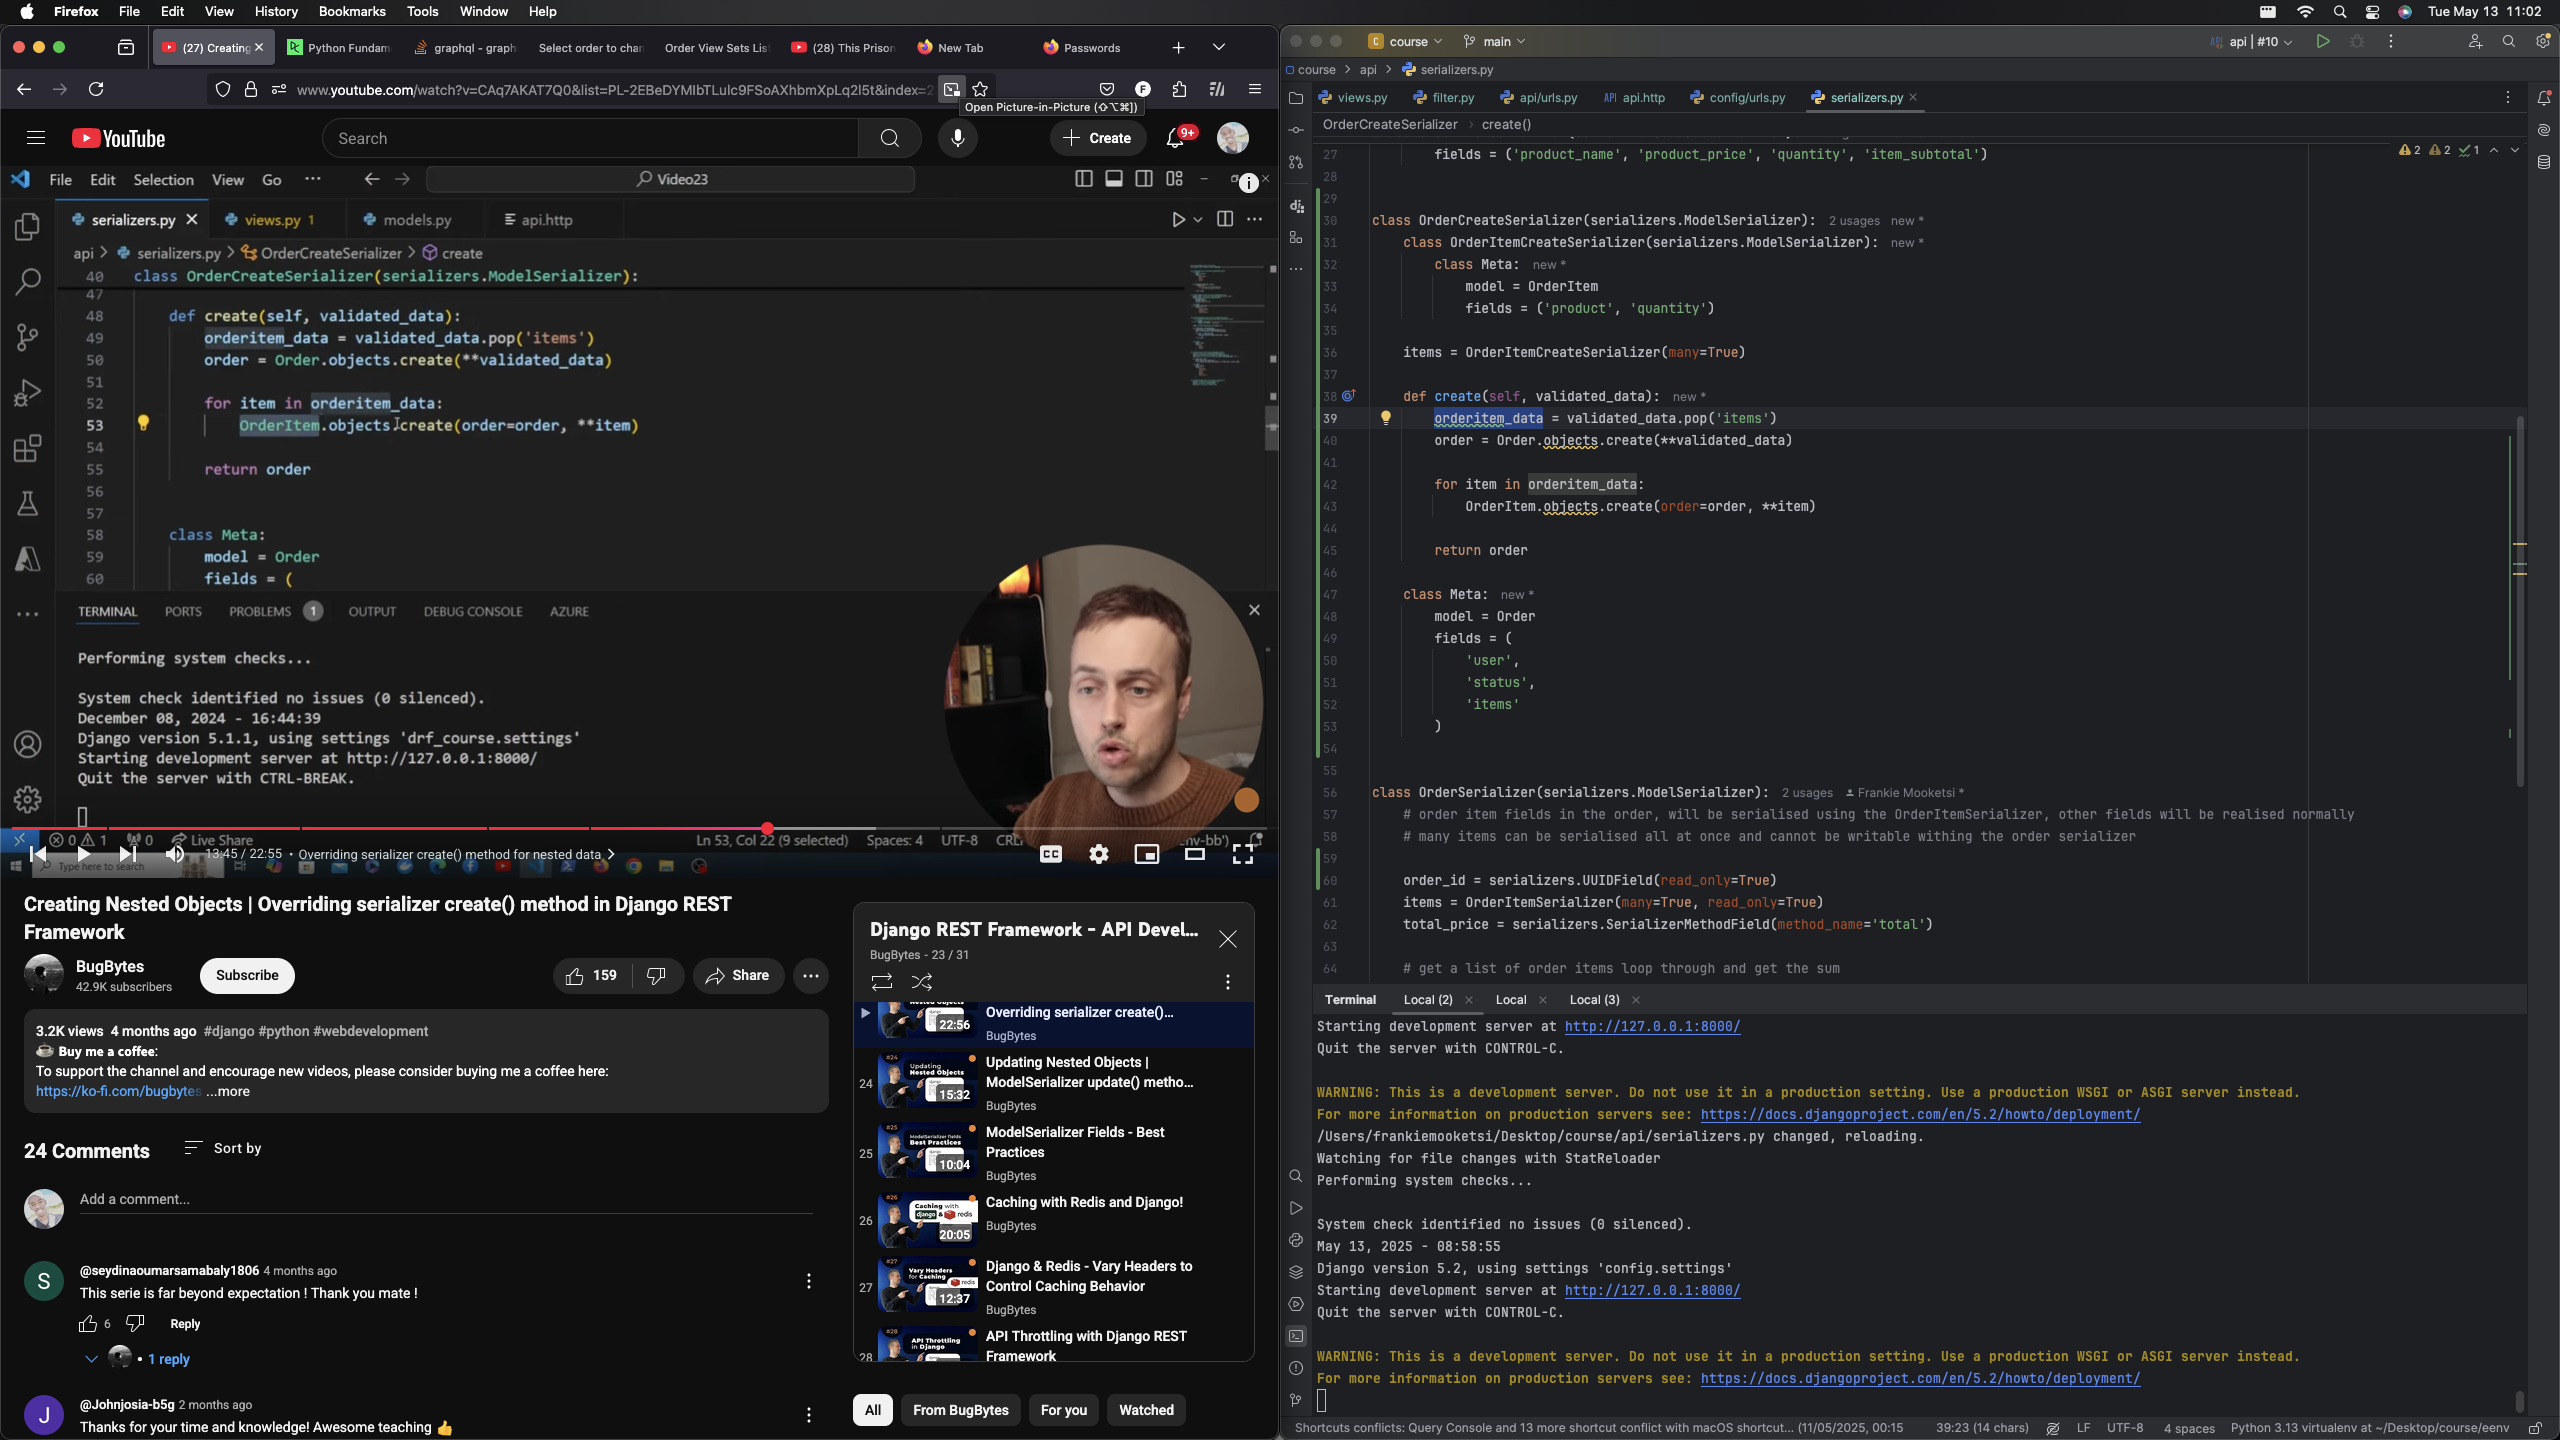 Firefox File Edit View History Bookmarks Tools Window Help
Tue May 13 11:02
(27) Creating
Python Fundam
graphql - graph
Select order to char
Order View Sets Lis
(28) This Prison
New Tab
Passwords
www.youtube.com/watch?v=CAq7AKAT7Q0&list=PL-2EBeDYMIbTLulc9FSoAXhbmXpLq2l5t&index=2
Open Picture-in-Picture (⇧⌥⌘])
YouTube
Search
Create
9+
File Edit Selection View Go ···
Video23
serializers.py
views.py 1
models.py
api.http
api > serializers.py > OrderCreateSerializer > create
40 class OrderCreateSerializer(serializers.ModelSerializer):
47
48 def create(self, validated_data):
49 orderitem_data = validated_data.pop('items')
50 order = Order.objects.create(**validated_data)
51
52 for item in orderitem_data:
53 OrderItem.objects.create(order=order, **item)
54
55 return order
56
57
58 class Meta:
59 model = Order
60 fields = (
TERMINAL PORTS PROBLEMS 1 OUTPUT DEBUG CONSOLE AZURE
Performing system checks...
System check identified no issues (0 silenced).
December 08, 2024 - 16:44:39
Django version 5.1.1, using settings 'drf_course.settings'
Starting development server at http://127.0.0.1:8000/
Quit the server with CTRL-BREAK.
0 1 0 Live Share
Ln 53, Col 22 (9 selected) Spaces: 4 UTF-8
13:45 / 22:55 • Overriding serializer create() method for nested data
Type here to search
Creating Nested Objects | Overriding serializer create() method in Django REST
Framework
BugBytes
42.9K subscribers
Subscribe
159
Share
3.2K views 4 months ago #django #python #webdevelopment
Buy me a coffee:
To support the channel and encourage new videos, please consider buying me a coffee here:
https://ko-fi.com/bugbytes ...more
24 Comments
Sort by
Add a comment...
S
@seydinaoumarsamabaly1806 4 months ago
This serie is far beyond expectation ! Thank you mate !
6
Reply
• 1 reply
J
@Johnjosia-b5g 2 months ago
Thanks for your time and knowledge! Awesome teaching 👍
Django REST Framework - API Devel...
BugBytes - 23 / 31
22:56
Overriding serializer create()...
BugBytes
24
#24
Updating
Nested Objects
15:32
Updating Nested Objects |
ModelSerializer update() metho...
BugBytes
25
#25
ModelSerializer fields
Best Practices
10:04
ModelSerializer Fields - Best
Practices
BugBytes
26
#26
Caching with
django & redis
20:05
Caching with Redis and Django!
BugBytes
27
#27
Vary Headers
for Caching
redis
12:37
Django & Redis - Vary Headers to
Control Caching Behavior
BugBytes
28
#28
API Throttling
in Django
API Throttling with Django REST
Framework
All
From BugBytes
For you
Watched
C course
main
api | #10
course > api > serializers.py
views.py
filter.py
api/urls.py
API api.http
config/urls.py
serializers.py
OrderCreateSerializer > create()
2 2 1
27 fields = ('product_name', 'product_price', 'quantity', 'item_subtotal')
28
29
30 class OrderCreateSerializer(serializers.ModelSerializer): 2 usages new *
31 class OrderItemCreateSerializer(serializers.ModelSerializer): new *
32 class Meta: new *
33 model = OrderItem
34 fields = ('product', 'quantity')
35
36 items = OrderItemCreateSerializer(many=True)
37
38 def create(self, validated_data): new *
39 orderitem_data = validated_data.pop('items')
40 order = Order.objects.create(**validated_data)
41
42 for item in orderitem_data:
43 OrderItem.objects.create(order=order, **item)
44
45 return order
46
47 class Meta: new *
48 model = Order
49 fields = (
50 'user',
51 'status',
52 'items'
53 )
54
55
56 class OrderSerializer(serializers.ModelSerializer): 2 usages Frankie Mooketsi *
57 # order item fields in the order, will be serialised using the OrderItemSerializer, other fields will be realised normally
58 # many items can be serialised all at once and cannot be writable withing the order serializer
59
60 order_id = serializers.UUIDField(read_only=True)
61 items = OrderItemSerializer(many=True, read_only=True)
62 total_price = serializers.SerializerMethodField(method_name='total')
63
64 # get a list of order items loop through and get the sum
Terminal Local (2) Local Local (3)
Starting development server at http://127.0.0.1:8000/
Quit the server with CONTROL-C.
WARNING: This is a development server. Do not use it in a production setting. Use a production WSGI or ASGI server instead.
For more information on production servers see: https://docs.djangoproject.com/en/5.2/howto/deployment/
/Users/frankiemooketsi/Desktop/course/api/serializers.py changed, reloading.
Watching for file changes with StatReloader
Performing system checks...
System check identified no issues (0 silenced).
May 13, 2025 - 08:58:55
Django version 5.2, using settings 'config.settings'
Starting development server at http://127.0.0.1:8000/
Quit the server with CONTROL-C.
WARNING: This is a development server. Do not use it in a production setting. Use a production WSGI or ASGI server instead.
For more information on production servers see: https://docs.djangoproject.com/en/5.2/howto/deployment/
Shortcuts conflicts: Query Console and 13 more shortcut conflict with macOS shortcut... (11/05/2025, 00:15
39:23 (14 chars) LF UTF-8 4 spaces Python 3.13 virtualenv at ~/Desktop/course/eenv